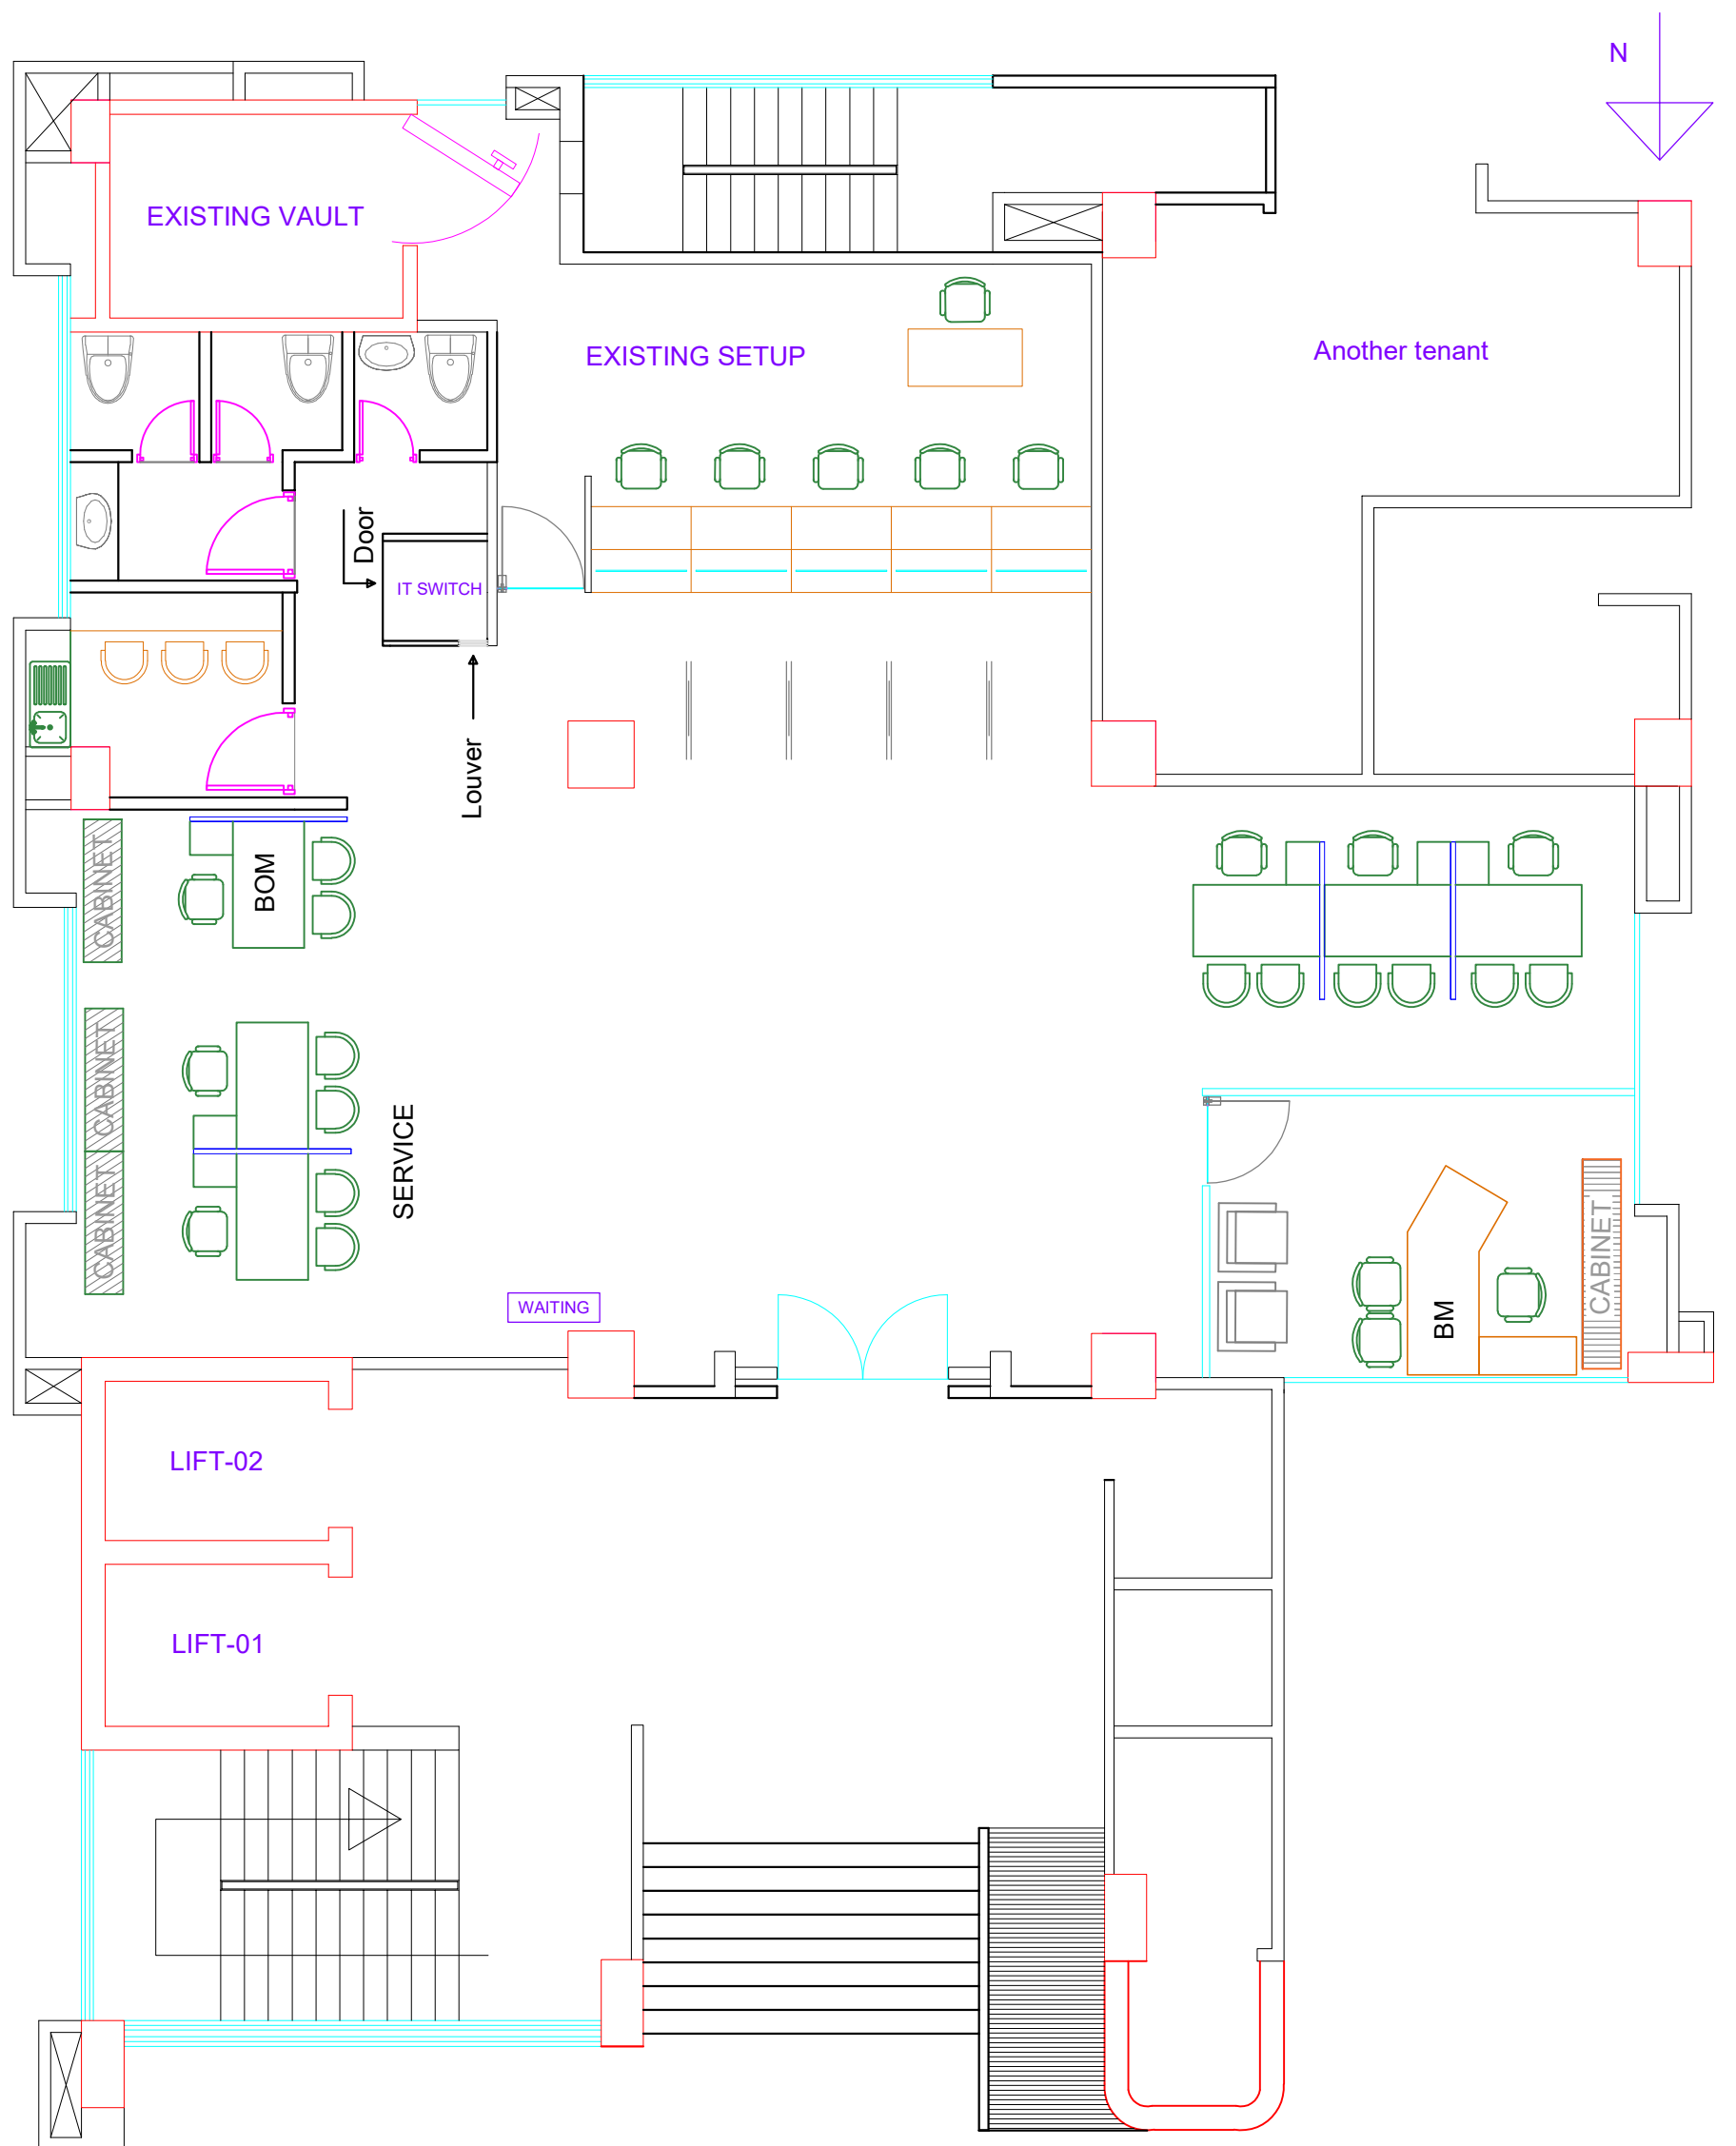 N
EXISTING VAULT
EXISTING SETUP
Another tenant
Door
IT SWITCH
Louver
CABINET
BOM
CABINET
CABINET
SERVICE
CABINET
BM
WAITING
LIFT-02
LIFT-01